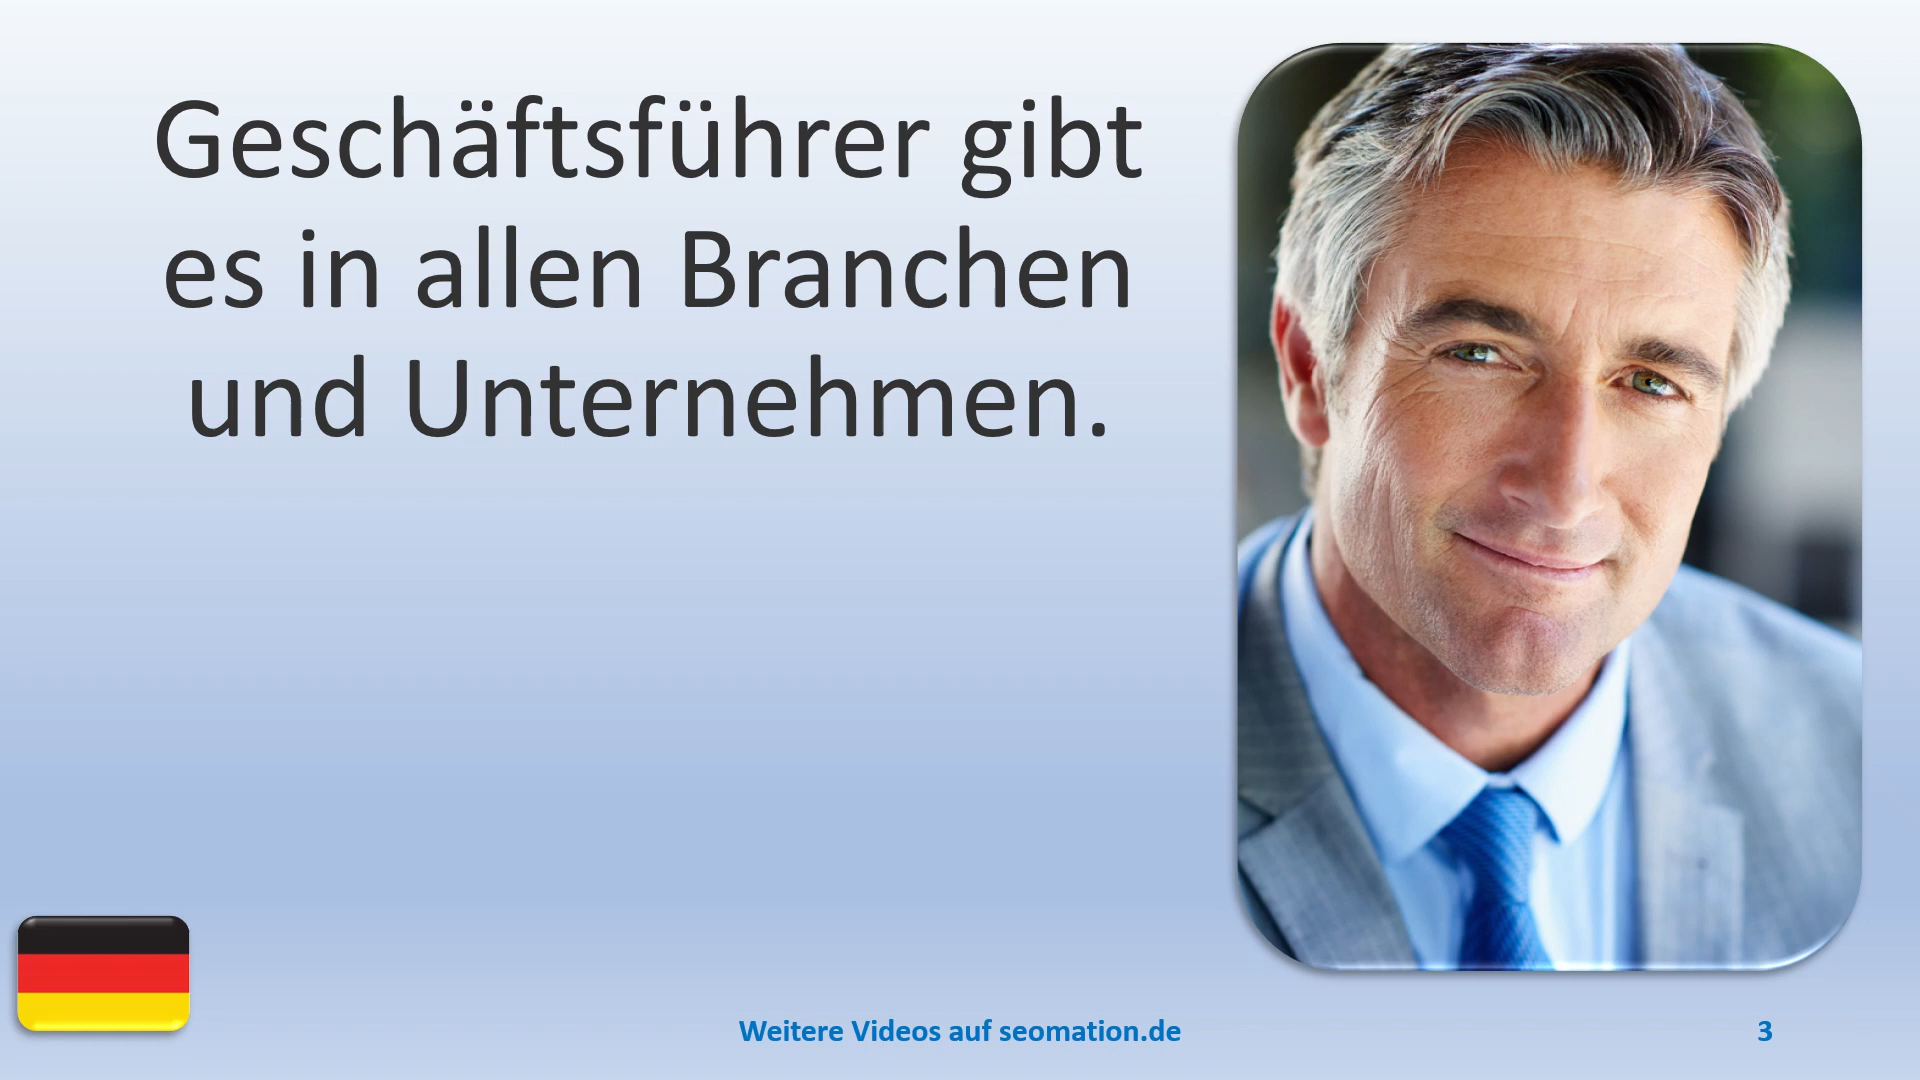 Geschäftsführer gibt
es in allen Branchen
und Unternehmen.
Weitere Videos auf seomation.de
3